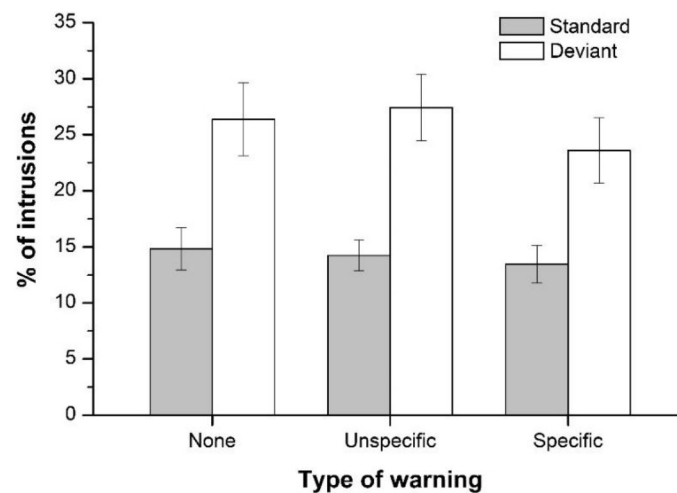 35
30
25
20
15
10
5
0
% of intrusions
Standard
Deviant
None Unspecific Specific
Type of warning